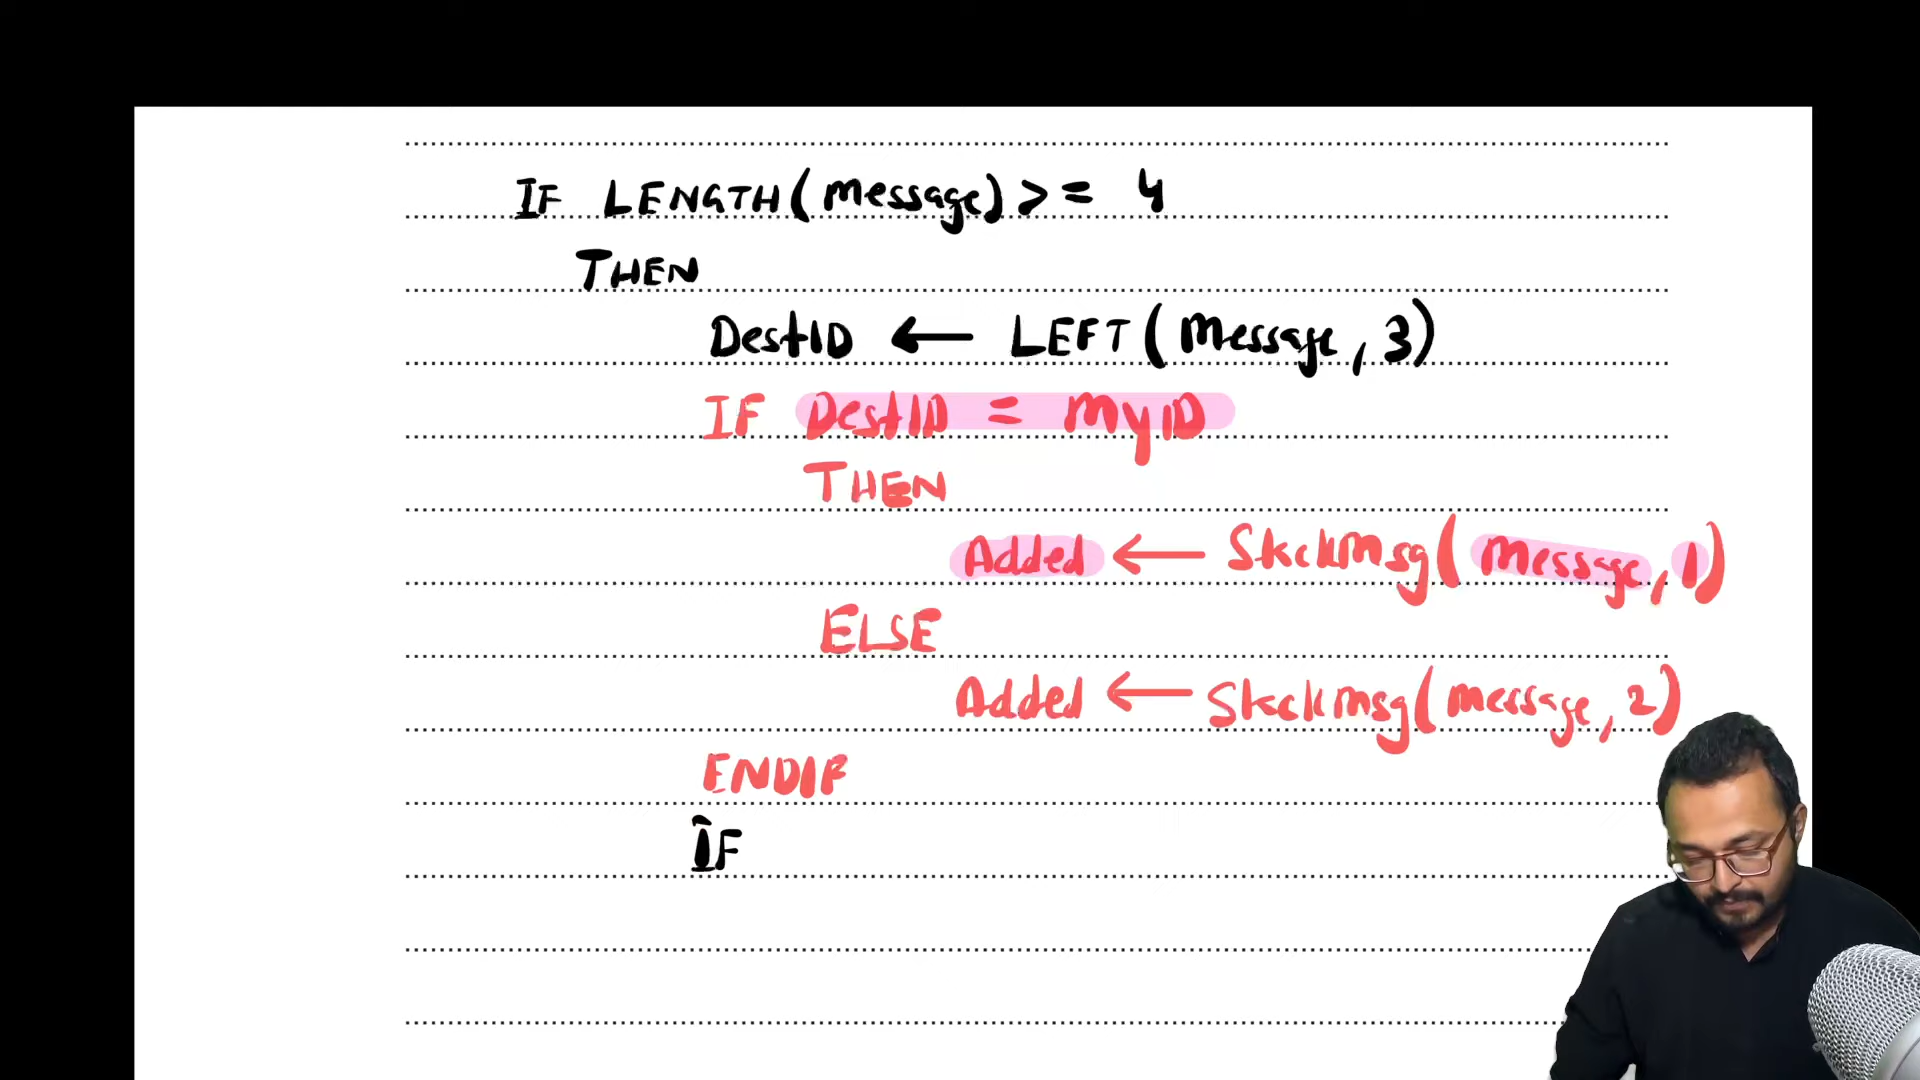 IF LENGTH(message) >= 4
THEN
DestID ← LEFT(Message, 3)
IF DestID = MyID
THEN
Added ← StackMsg(Message, 1)
ELSE
Added ← StackMsg(message, 2)
ENDIF
IF